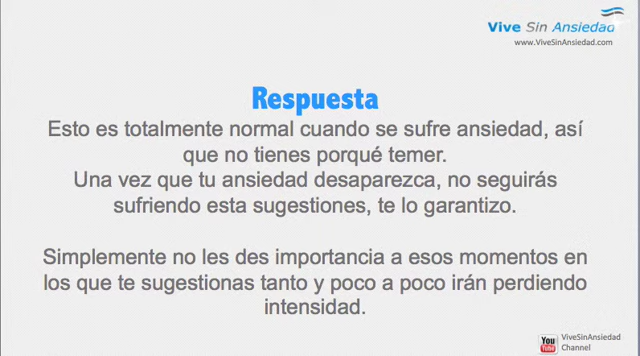 Vive Sin Ansiedad
www.ViveSinAnsiedad.com
Respuesta
Esto es totalmente normal cuando se sufre ansiedad, así
que no tienes porqué temer.
Una vez que tu ansiedad desaparezca, no seguirás
sufriendo esta sugestiones, te lo garantizo.
Simplemente no les des importancia a esos momentos en
los que te sugestionas tanto y poco a poco irán perdiendo
intensidad.
You
Tube
ViveSinAnsiedad
Channel